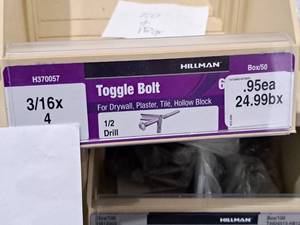 HILLMAN
H370057
Box/50
Toggle Bolt
6
.95ea
24.99bx
3/16x
4
For Drywall, Plaster, Tile, Hollow Block
1/2
Drill
HILLMAN